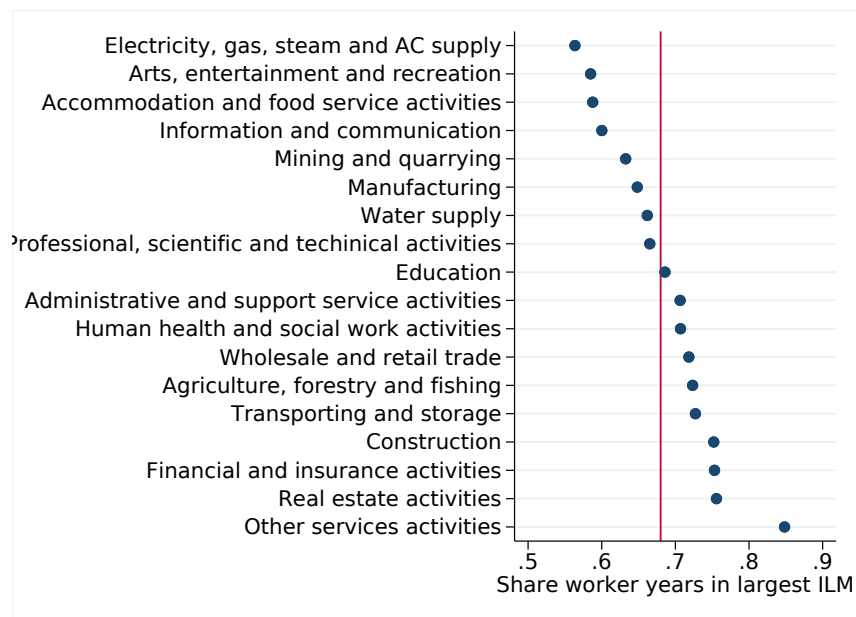 Electricity, gas, steam and AC supply
Arts, entertainment and recreation
Accommodation and food service activities
Information and communication
Mining and quarrying
Manufacturing
Water supply
Professional, scientific and techinical activities
Education
Administrative and support service activities
Human health and social work activities
Wholesale and retail trade
Agriculture, forestry and fishing
Transporting and storage
Construction
Financial and insurance activities
Real estate activities
Other services activities
.5 .6 .7 .8 .9
Share worker years in largest ILM